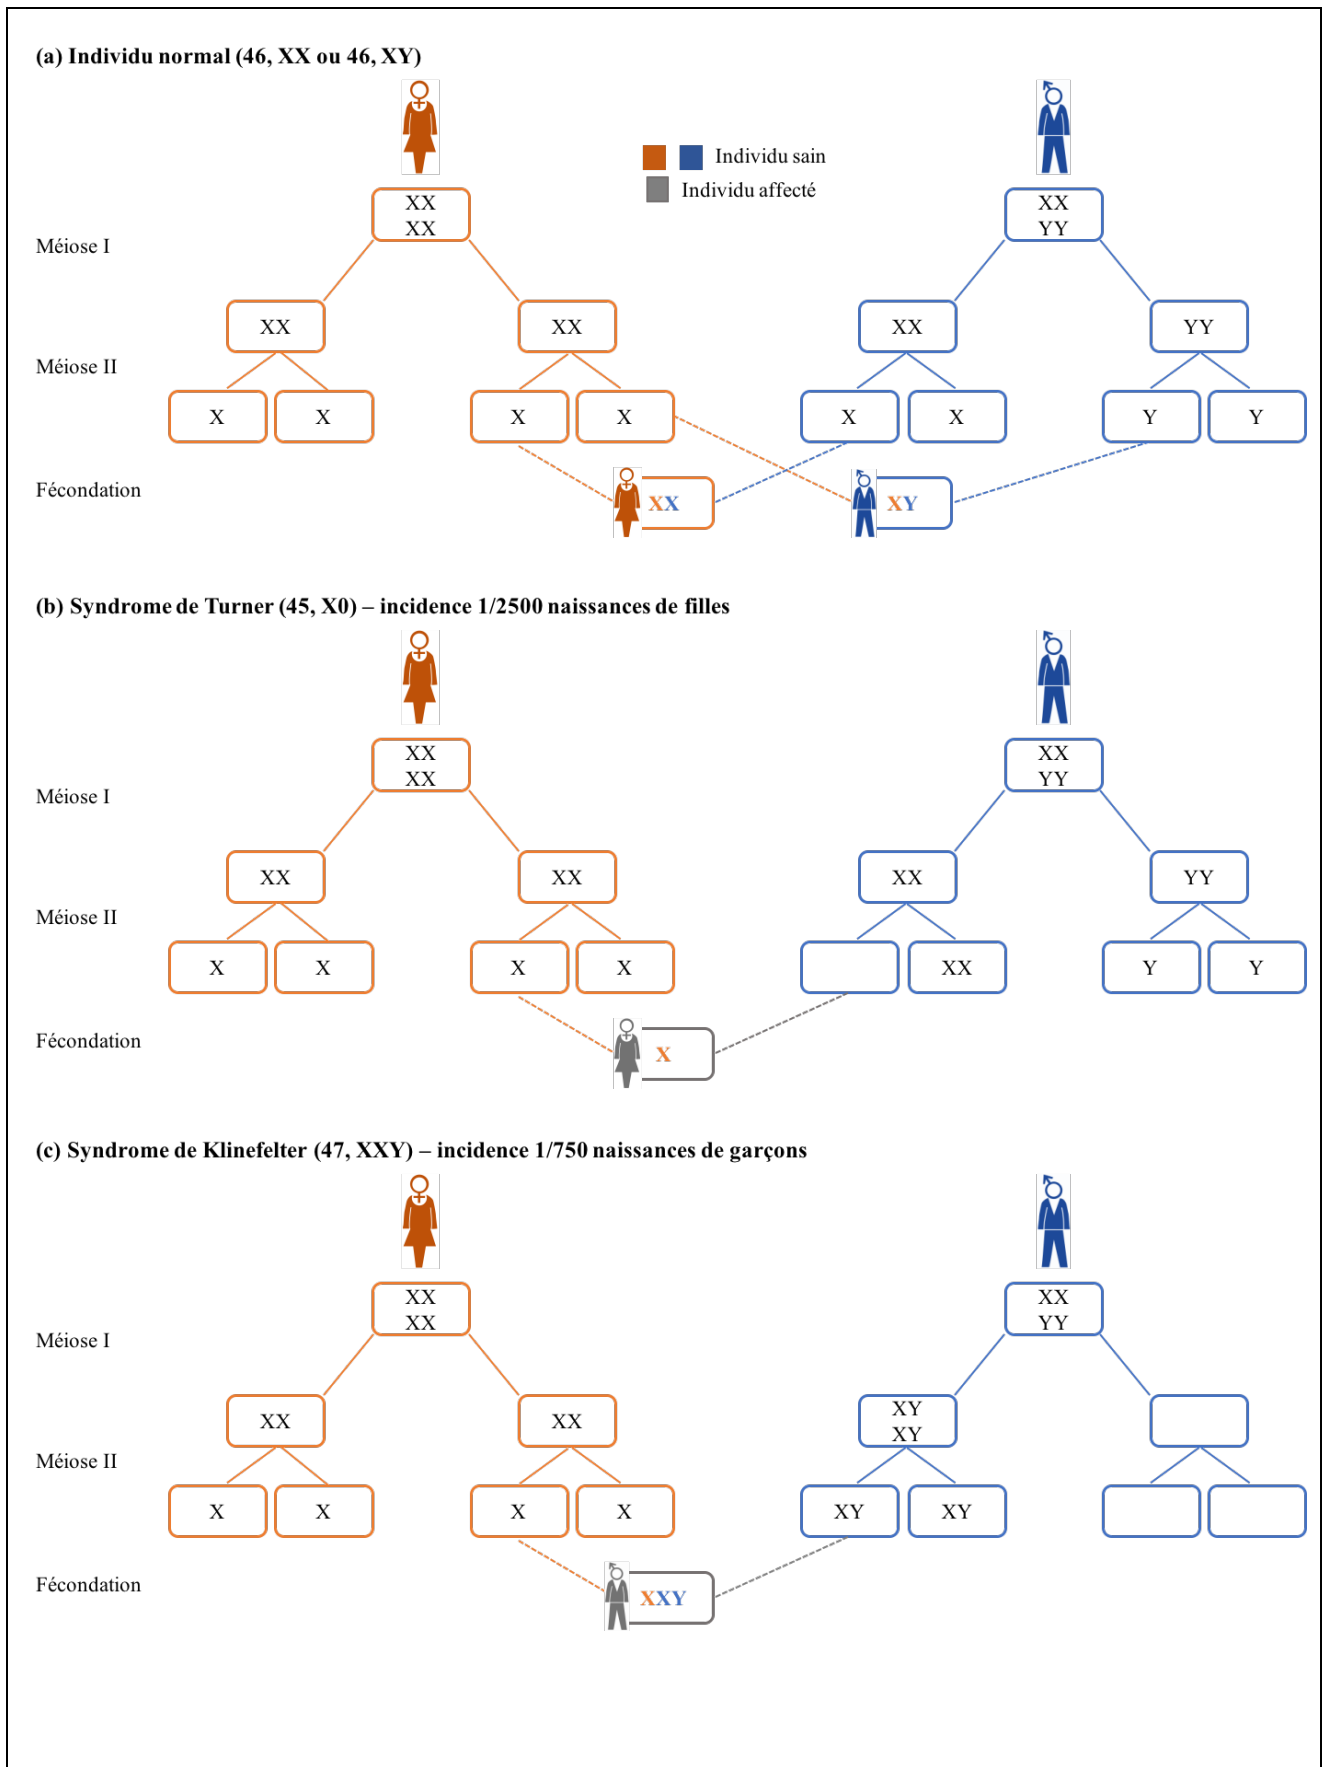 (a) Individu normal (46, XX ou 46, XY)
Individu sain
Individu affecté
XX
XX
XX
YY
Méiose I
XX
XX
XX
YY
Méiose II
X
X
X
X
X
X
Y
Y
Fécondation
XX
XY
(b) Syndrome de Turner (45, X0) – incidence 1/2500 naissances de filles
XX
XX
XX
YY
Méiose I
XX
XX
XX
YY
Méiose II
X
X
X
X
XX
Y
Y
Fécondation
X
(c) Syndrome de Klinefelter (47, XXY) – incidence 1/750 naissances de garçons
XX
XX
XX
YY
Méiose I
XX
XX
XY
XY
Méiose II
X
X
X
X
XY
XY
Fécondation
XXY